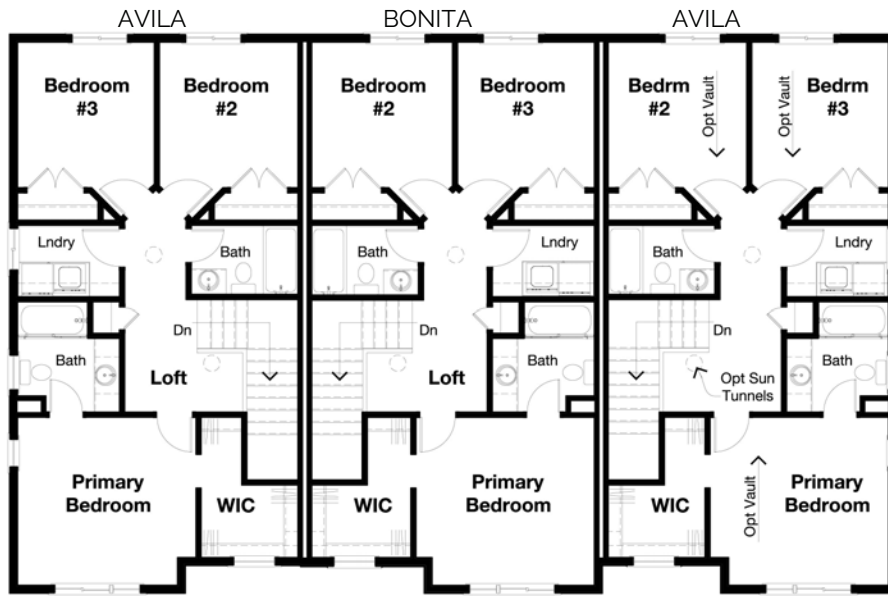 AVILA
BONITA
AVILA
Bedroom
#3
Bedroom
#2
Bedroom
#2
Bedroom
#3
Bedrm
#2
Opt Vault
Opt Vault
Bedrm
#3
Lndry
Bath
Bath
Lndry
Bath
Lndry
Bath
Dn
Loft
Dn
Loft
Bath
Dn
Opt Sun
Tunnels
Bath
Primary
Bedroom
WIC
WIC
Primary
Bedroom
WIC
Opt Vault
Primary
Bedroom